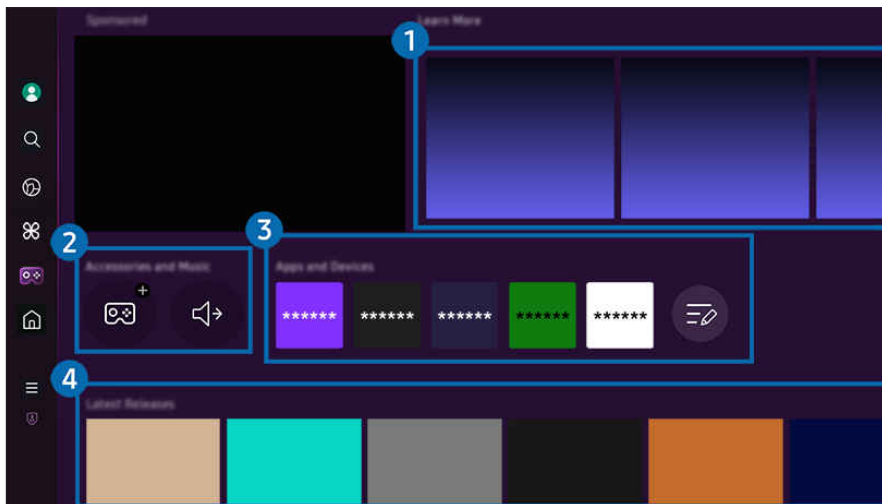 Sponsored
Learn More
1
2
3
Accessories and Music
Apps and Devices
****** ****** ****** ****** ******
4
Latest Releases